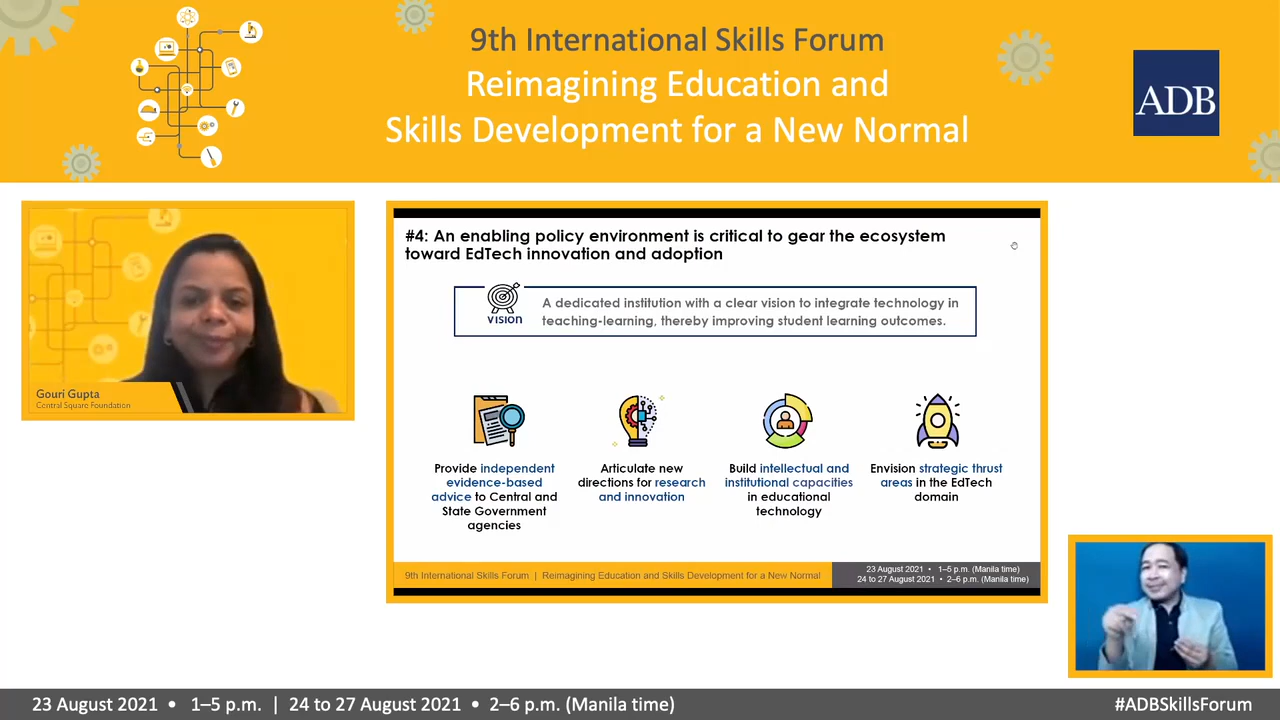 9th International Skills Forum
Reimagining Education and
Skills Development for a New Normal
ADB
Gouri Gupta
Central Square Foundation
#4: An enabling policy environment is critical to gear the ecosystem
toward EdTech innovation and adoption
vision
A dedicated institution with a clear vision to integrate technology in
teaching-learning, thereby improving student learning outcomes.
Provide independent
evidence-based
advice to Central and
State Government
agencies
Articulate new
directions for research
and innovation
Build intellectual and
institutional capacities
in educational
technology
Envision strategic thrust
areas in the EdTech
domain
9th International Skills Forum | Reimagining Education and Skills Development for a New Normal
23 August 2021 • 1–5 p.m. (Manila time)
24 to 27 August 2021 • 2–6 p.m. (Manila time)
23 August 2021 • 1–5 p.m. | 24 to 27 August 2021 • 2–6 p.m. (Manila time)
#ADBSkillsForum